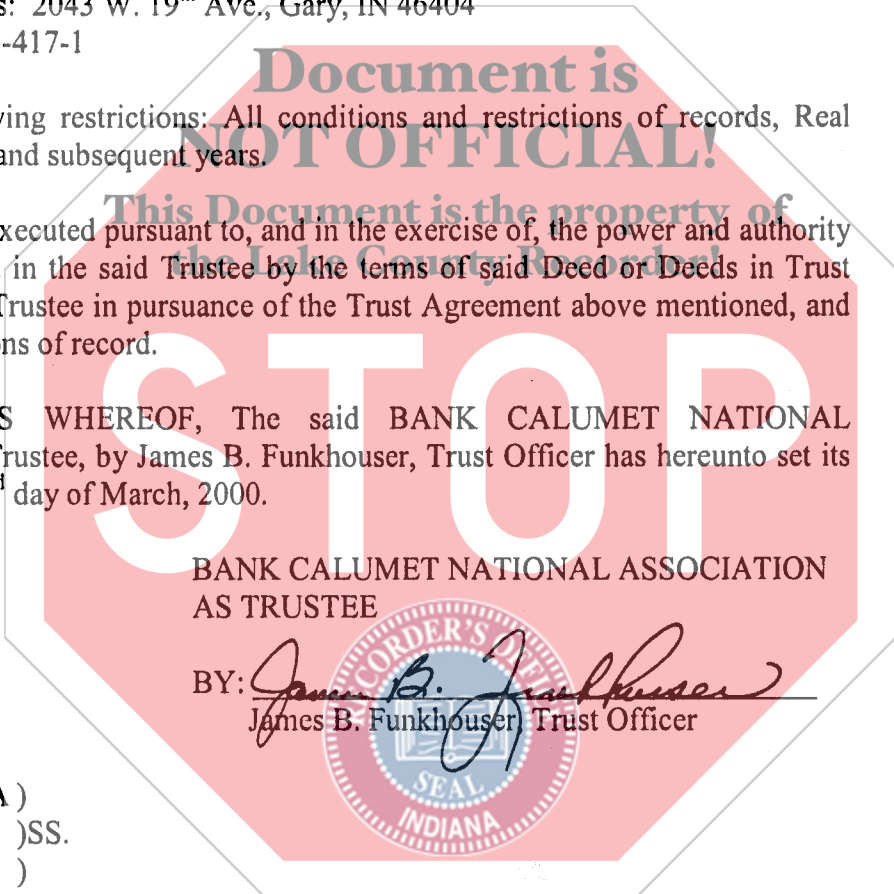 s: 2043 W. 19th Ave., Gary, IN 46404
-417-1
Document is
ving restrictions: All conditions and restrictions of records, Real
NOT OFFICIAL!
and subsequent years.
This Document is the property of
xecuted pursuant to, and in the exercise of, the power and authority
the Lake County Recorder!
in the said Trustee by the terms of said Deed or Deeds in Trust
Trustee in pursuance of the Trust Agreement above mentioned, and
ns of record.
STOP
S WHEREOF, The said BANK CALUMET NATIONAL
Trustee, by James B. Funkhouser, Trust Officer has hereunto set its
d day of March, 2000.
BANK CALUMET NATIONAL ASSOCIATION
AS TRUSTEE
RECORDER'S OFFICE
BY: James B. Funkhouser
James B. Funkhouser, Trust Officer
SEAL
INDIANA
A )
)SS.
)